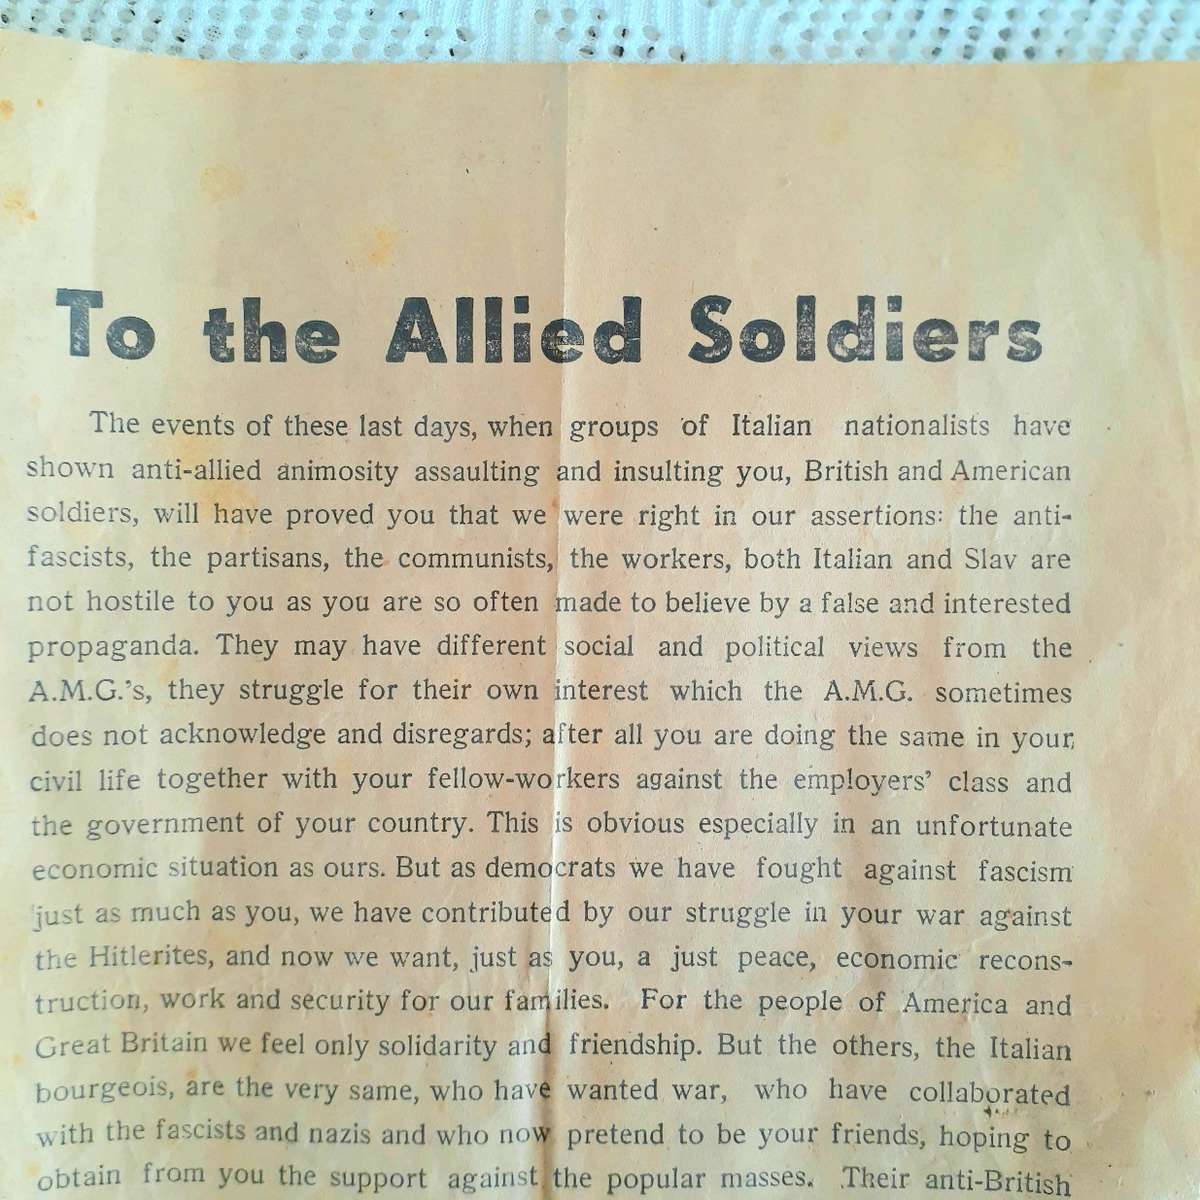 To the Allied Soldiers
The events of these last days, when groups of Italian nationalists have
shown anti-allied animosity assaulting and insulting you, British and American
soldiers, will have proved you that we were right in our assertions: the anti-
fascists, the partisans, the communists, the workers, both Italian and Slav are
not hostile to you as you are so often made to believe by a false and interested
propaganda. They may have different social and political views from the
A.M.G.'s, they struggle for their own interest which the A.M.G. sometimes
does not acknowledge and disregards; after all you are doing the same in your
civil life together with your fellow-workers against the employers' class and
the government of your country. This is obvious especially in an unfortunate
economic situation as ours. But as democrats we have fought against fascism
just as much as you, we have contributed by our struggle in your war against
the Hitlerites, and now we want, just as you, a just peace, economic recons-
truction, work and security for our families. For the people of America and
Great Britain we feel only solidarity and friendship. But the others, the Italian
bourgeois, are the very same, who have wanted war, who have collaborated
with the fascists and nazis and who now pretend to be your friends, hoping to
obtain from you the support against the popular masses. Their anti-British